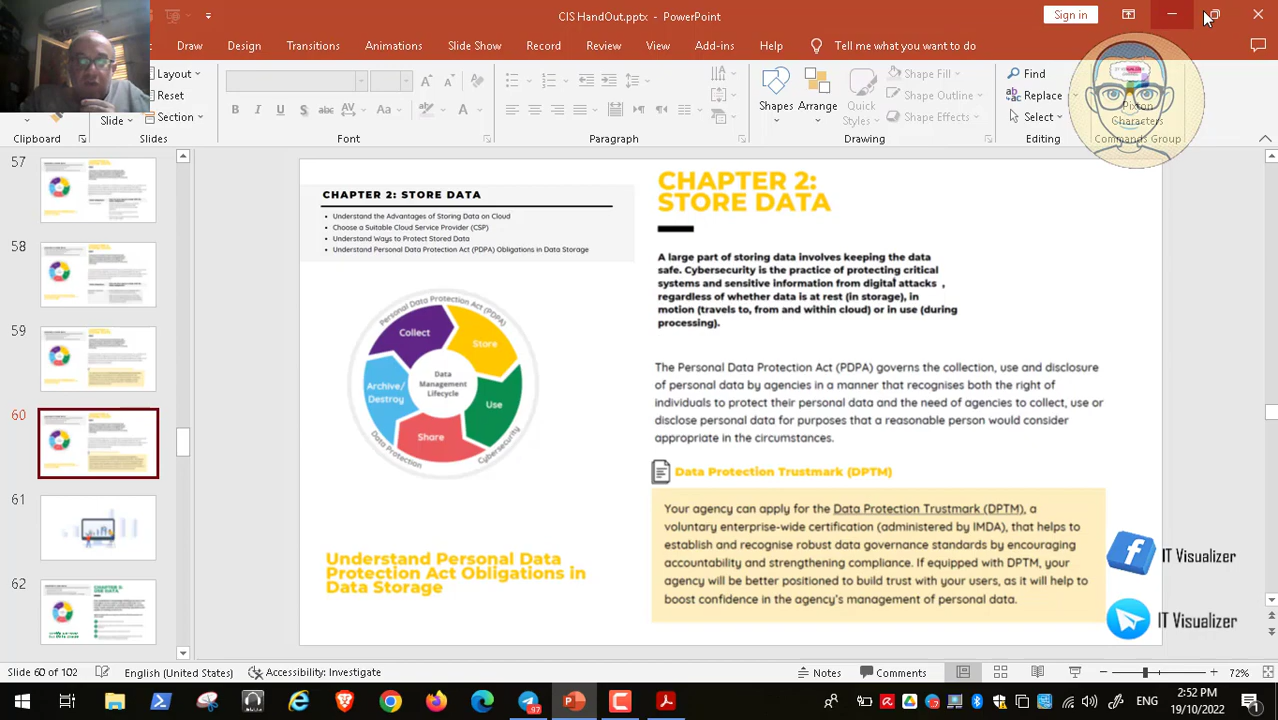 CIS HandOut.pptx - PowerPoint
Sign in
Draw Design Transitions Animations Slide Show Record Review View Add-ins Help Tell me what you want to do
Layout
Reset
Slide
Section
B I U S abc AV Aa A
Shapes Arrange Quick Styles
Shape Fill
Shape Outline
Shape Effects
Find
Replace
Select
Pixton
Characters
Clipboard Slides Font Paragraph Drawing Editing Commands Group
57
58
59
60
61
62
CHAPTER 2: STORE DATA
• Understand the Advantages of Storing Data on Cloud
• Choose a Suitable Cloud Service Provider (CSP)
• Understand Ways to Protect Stored Data
• Understand Personal Data Protection Act (PDPA) Obligations in Data Storage
Personal Data Protection Act (PDPA)
Collect
Store
Data
Management
Lifecycle
Archive/
Destroy
Use
Share
Data Protection
Cybersecurity
Understand Personal Data
Protection Act Obligations in
Data Storage
CHAPTER 2:
STORE DATA
A large part of storing data involves keeping the data
safe. Cybersecurity is the practice of protecting critical
systems and sensitive information from digital attacks ,
regardless of whether data is at rest (in storage), in
motion (travels to, from and within cloud) or in use (during
processing).
The Personal Data Protection Act (PDPA) governs the collection, use and disclosure
of personal data by agencies in a manner that recognises both the right of
individuals to protect their personal data and the need of agencies to collect, use or
disclose personal data for purposes that a reasonable person would consider
appropriate in the circumstances.
Data Protection Trustmark (DPTM)
Your agency can apply for the Data Protection Trustmark (DPTM), a
voluntary enterprise-wide certification (administered by IMDA), that helps to
establish and recognise robust data governance standards by encouraging
accountability and strengthening compliance. If equipped with DPTM, your
agency will be better positioned to build trust with your users, as it will help to
boost confidence in the agency's management of personal data.
IT Visualizer
IT Visualizer
Slide 60 of 102 English (United States) Accessibility: Investigate Notes Comments 72%
97
ENG
2:52 PM
19/10/2022
1